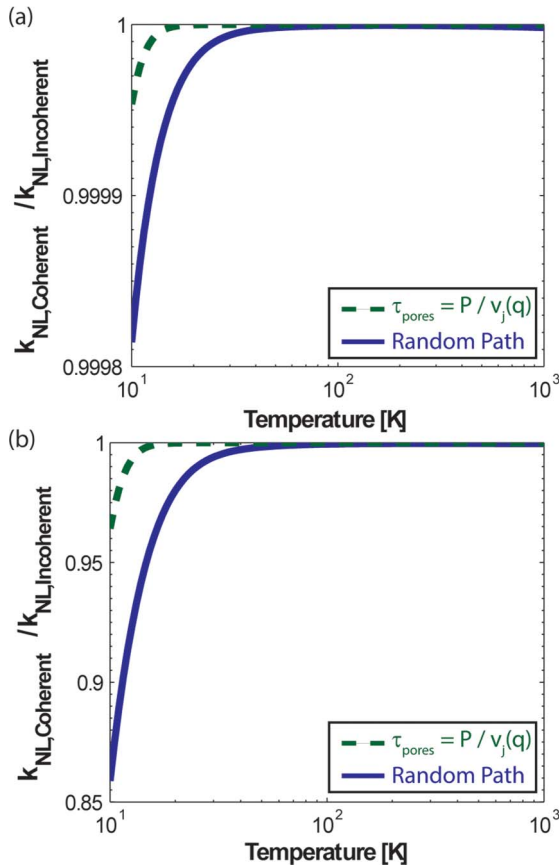 (a)
k_NL,Coherent / k_NL,Incoherent
1
0.9999
0.9998
10^1
10^2
10^3
Temperature [K]
τ_pores = P / v_j(q)
Random Path
(b)
k_NL,Coherent / k_NL,Incoherent
1
0.95
0.9
0.85
10^1
10^2
10^3
Temperature [K]
τ_pores = P / v_j(q)
Random Path